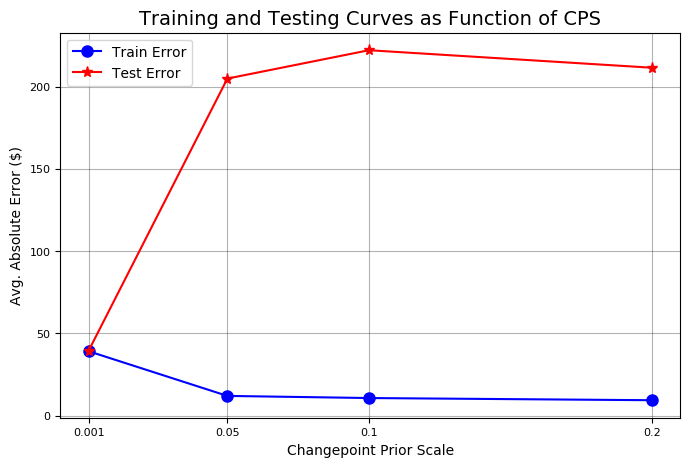 Training and Testing Curves as Function of CPS
Train Error
Test Error
Avg. Absolute Error ($)
200
150
100
50
0
0.001
0.05
0.1
0.2
Changepoint Prior Scale